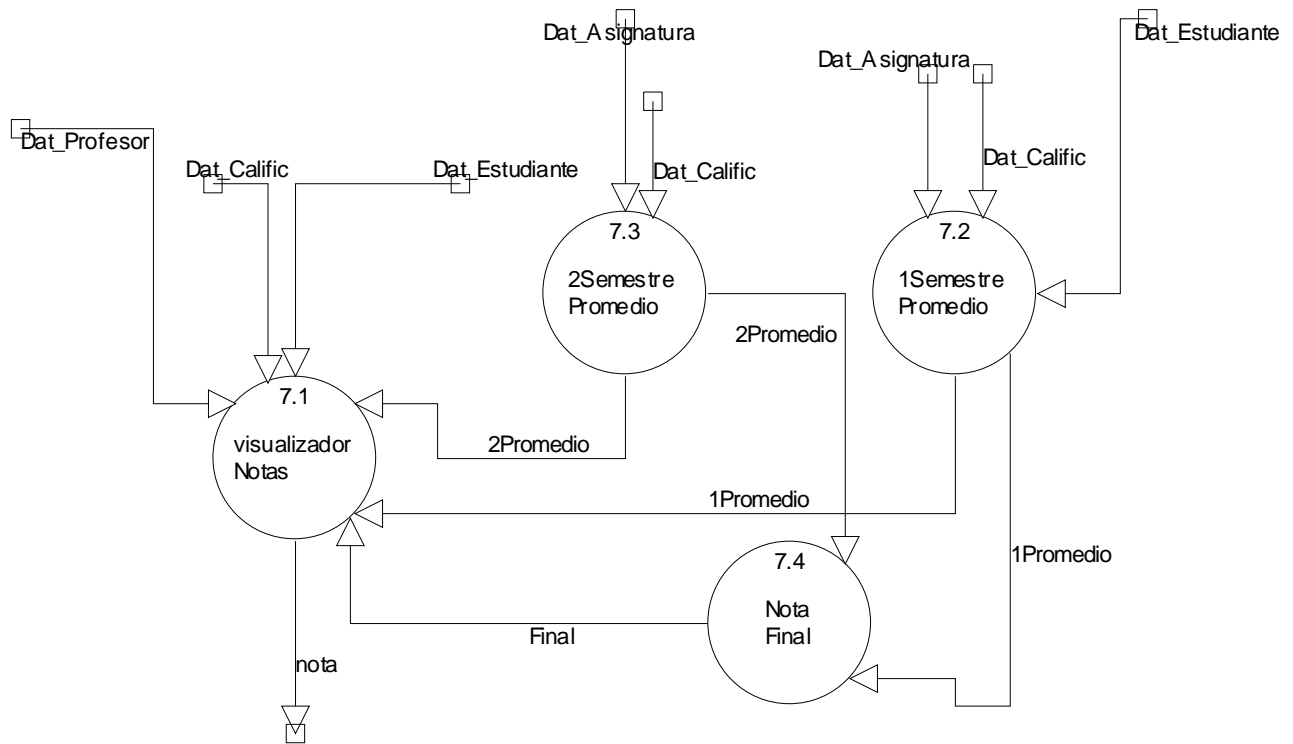 Dat_Asignatura
Dat_Estudiante
Dat_Asignatura
Dat_Profesor
Dat_Calific
Dat_Estudiante
Dat_Calific
Dat_Calific
7.3
2Semestre
Promedio
7.2
1Semestre
Promedio
2Promedio
7.1
visualizador
Notas
2Promedio
1Promedio
1Promedio
7.4
Nota
Final
Final
nota